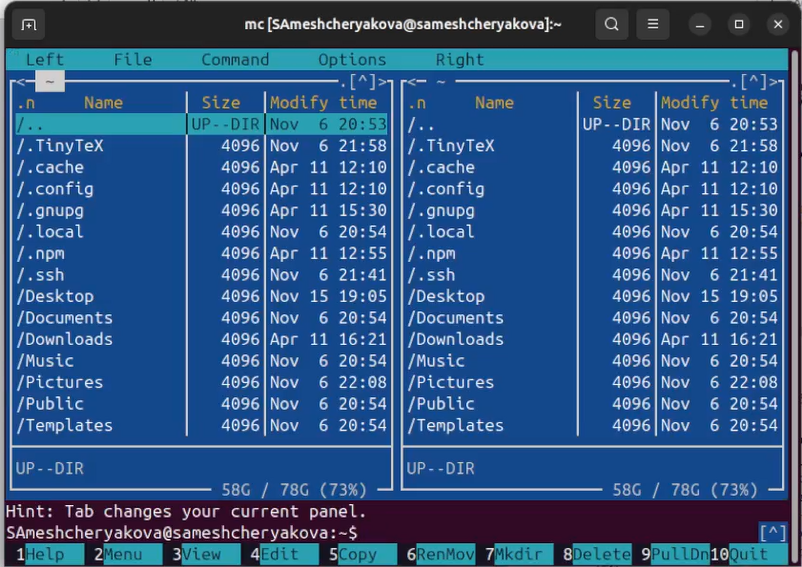 mc [SAmeshcheryakova@sameshcheryakova]:~
Left File Command Options Right
<- ~ .[^]> <- ~ .[^]>
.n Name Size Modify time .n Name Size Modify time
/.. UP--DIR Nov 6 20:53 /.. UP--DIR Nov 6 20:53
/.TinyTeX 4096 Nov 6 21:58 /.TinyTeX 4096 Nov 6 21:58
/.cache 4096 Apr 11 12:10 /.cache 4096 Apr 11 12:10
/.config 4096 Apr 11 12:10 /.config 4096 Apr 11 12:10
/.gnupg 4096 Apr 11 15:30 /.gnupg 4096 Apr 11 15:30
/.local 4096 Nov 6 20:54 /.local 4096 Nov 6 20:54
/.npm 4096 Apr 11 12:55 /.npm 4096 Apr 11 12:55
/.ssh 4096 Nov 6 21:41 /.ssh 4096 Nov 6 21:41
/Desktop 4096 Nov 15 19:05 /Desktop 4096 Nov 15 19:05
/Documents 4096 Nov 6 20:54 /Documents 4096 Nov 6 20:54
/Downloads 4096 Apr 11 16:21 /Downloads 4096 Apr 11 16:21
/Music 4096 Nov 6 20:54 /Music 4096 Nov 6 20:54
/Pictures 4096 Nov 6 22:08 /Pictures 4096 Nov 6 22:08
/Public 4096 Nov 6 20:54 /Public 4096 Nov 6 20:54
/Templates 4096 Nov 6 20:54 /Templates 4096 Nov 6 20:54
UP--DIR UP--DIR
58G / 78G (73%) 58G / 78G (73%)
Hint: Tab changes your current panel.
SAmeshcheryakova@sameshcheryakova:~$ [^]
1Help 2Menu 3View 4Edit 5Copy 6RenMov 7Mkdir 8Delete 9PullDn 10Quit